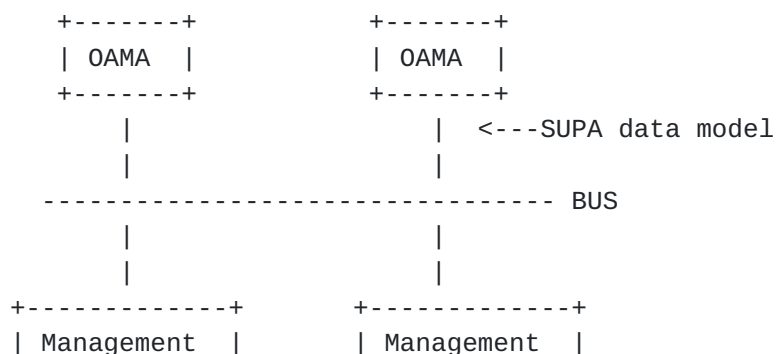 +-------+           +-------+
| OAMA  |           | OAMA  |
+-------+           +-------+
|                   |  <---SUPA data model
|                   |
--------------------------------- BUS
|                   |
|                   |
+-------------+       +-------------+
| Management  |       | Management  |